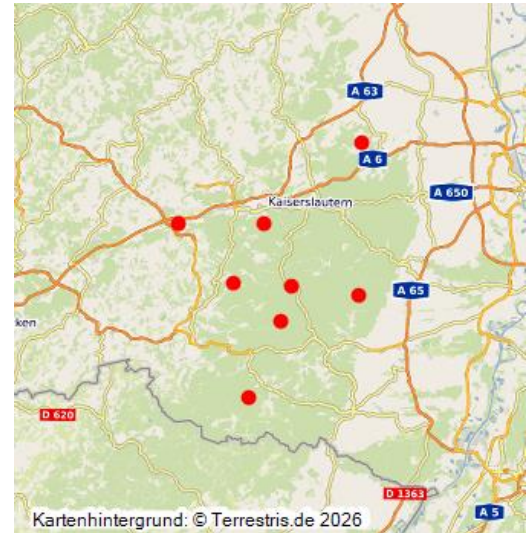 A 63
A 6
A 650
Kaiserslautern
A 65
ken
D 620
D 1363
A 5
Kartenhintergrund: © Terrestris.de 2026